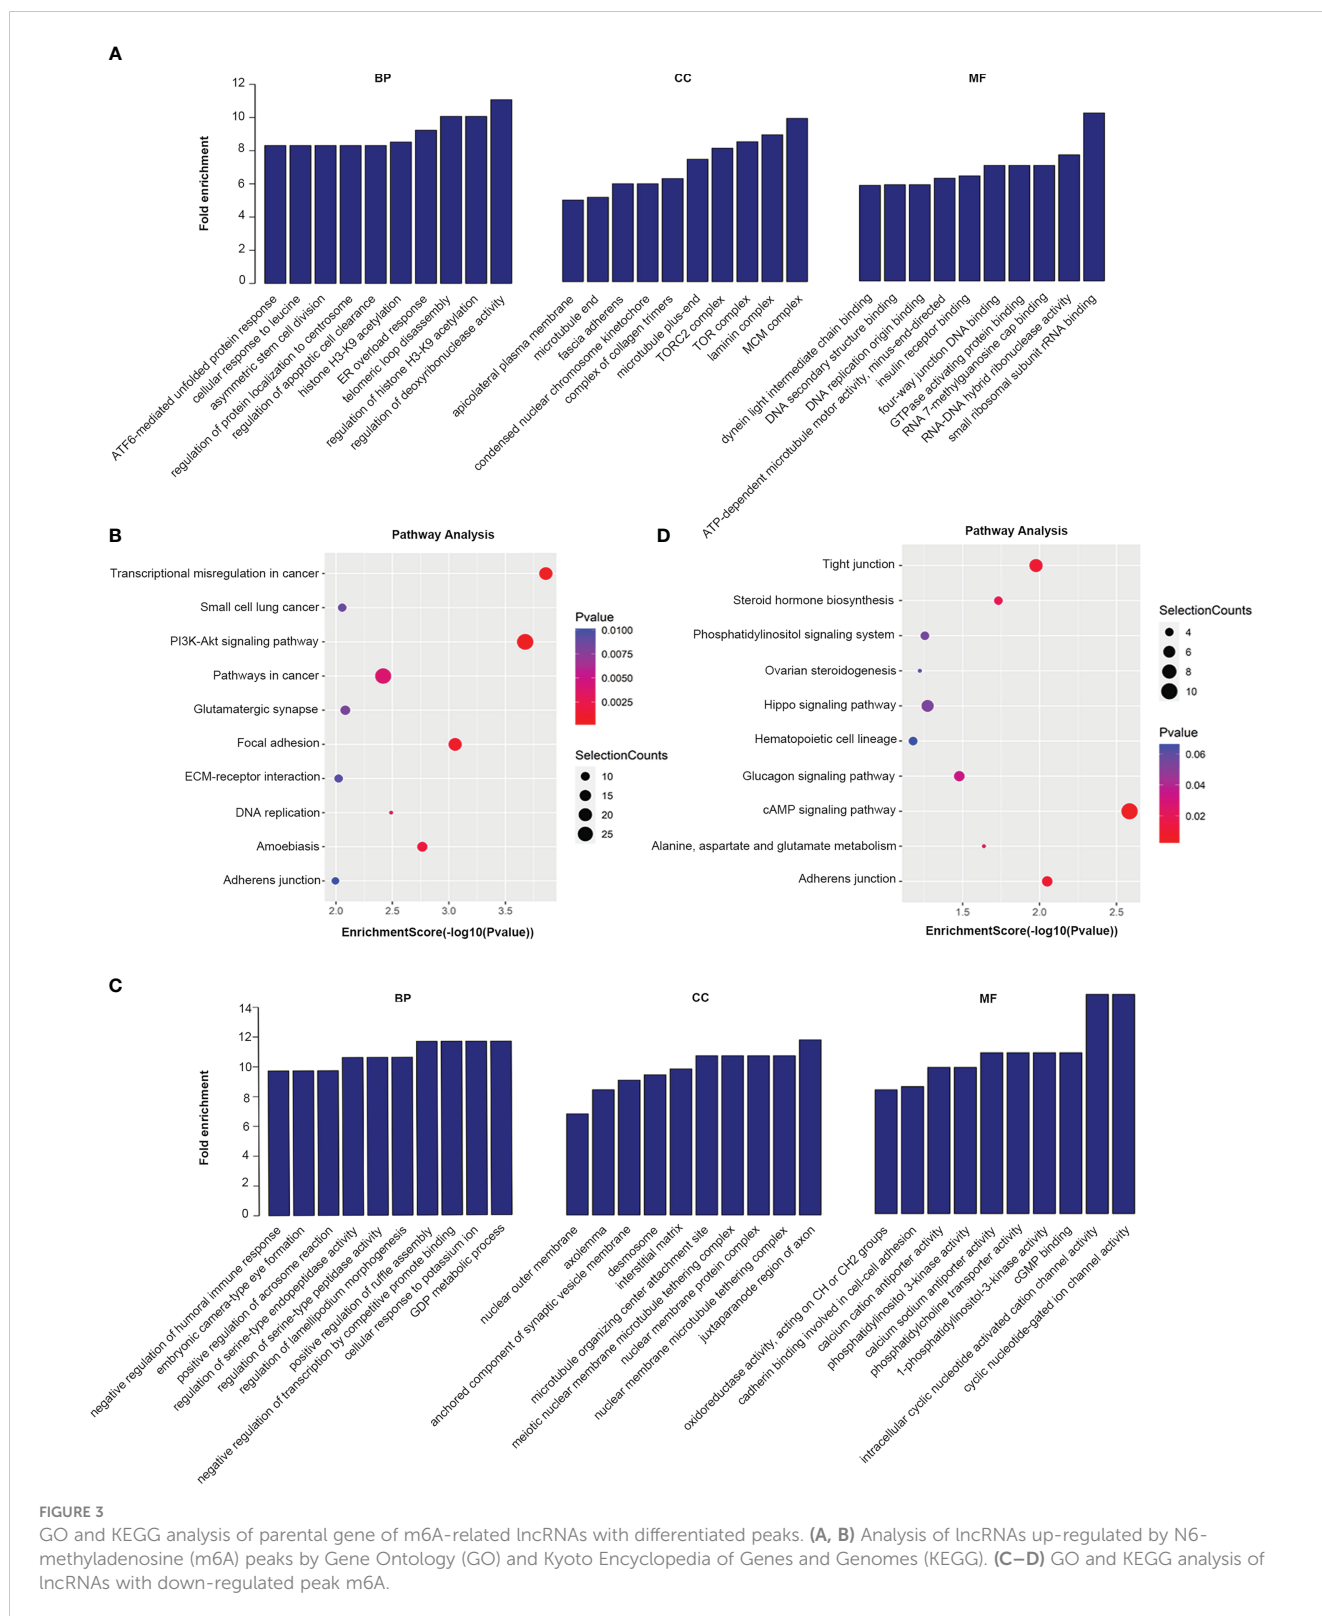 A
BP
CC
MF
Fold enrichment
12
10
8
6
4
2
0
ATF6-mediated unfolded protein response
cellular response to leucine
asymmetric stem cell division
regulation of protein localization to centrosome
regulation of apoptotic cell clearance
histone H3-K9 acetylation
ER overload response
telomeric loop disassembly
regulation of histone H3-K9 acetylation
regulation of deoxyribonuclease activity
apicolateral plasma membrane
microtubule end
fascia adherens
condensed nuclear chromosome kinetochore
complex of collagen trimers
microtubule plus-end
TORC2 complex
TOR complex
laminin complex
MCM complex
dynein light intermediate chain binding
DNA secondary structure binding
DNA replication origin binding
ATP-dependent microtubule motor activity, minus-end-directed
insulin receptor binding
four-way junction DNA binding
GTPase activating protein binding
RNA 7-methylguanosine cap binding
RNA-DNA hybrid ribonuclease activity
small ribosomal subunit rRNA binding
B
Pathway Analysis
Transcriptional misregulation in cancer
Small cell lung cancer
PI3K-Akt signaling pathway
Pathways in cancer
Glutamatergic synapse
Focal adhesion
ECM-receptor interaction
DNA replication
Amoebiasis
Adherens junction
2.0
2.5
3.0
3.5
EnrichmentScore(-log10(Pvalue))
Pvalue
0.0100
0.0075
0.0050
0.0025
SelectionCounts
10
15
20
25
D
Pathway Analysis
Tight junction
Steroid hormone biosynthesis
Phosphatidylinositol signaling system
Ovarian steroidogenesis
Hippo signaling pathway
Hematopoietic cell lineage
Glucagon signaling pathway
cAMP signaling pathway
Alanine, aspartate and glutamate metabolism
Adherens junction
1.5
2.0
2.5
EnrichmentScore(-log10(Pvalue))
SelectionCounts
4
6
8
10
Pvalue
0.06
0.04
0.02
C
BP
CC
MF
Fold enrichment
14
12
10
8
6
4
2
0
negative regulation of humoral immune response
embryonic camera-type eye formation
positive regulation of acrosome reaction
regulation of serine-type endopeptidase activity
regulation of serine-type peptidase activity
regulation of lamellipodium morphogenesis
positive regulation of ruffle assembly
negative regulation of transcription by competitive promote binding
cellular response to potassium ion
GDP metabolic process
nuclear outer membrane
axolemma
anchored component of synaptic vesicle membrane
desmosome
interstitial matrix
microtubule organizing center attachment site
meiotic nuclear membrane microtubule tethering complex
nuclear membrane protein complex
nuclear membrane microtubule tethering complex
juxtaparanode region of axon
oxidoreductase activity, acting on CH or CH2 groups
cadherin binding involved in cell-cell adhesion
calcium cation antiporter activity
phosphatidylinositol 3-kinase activity
calcium sodium antiporter activity
phosphatidylcholine transporter activity
1-phosphatidylinositol-3-kinase activity
cGMP binding
intracellular cyclic nucleotide activated cation channel activity
cyclic nucleotide-gated ion channel activity
FIGURE 3
GO and KEGG analysis of parental gene of m6A-related lncRNAs with differentiated peaks. (A, B) Analysis of lncRNAs up-regulated by N6-
methyladenosine (m6A) peaks by Gene Ontology (GO) and Kyoto Encyclopedia of Genes and Genomes (KEGG). (C–D) GO and KEGG analysis of
lncRNAs with down-regulated peak m6A.